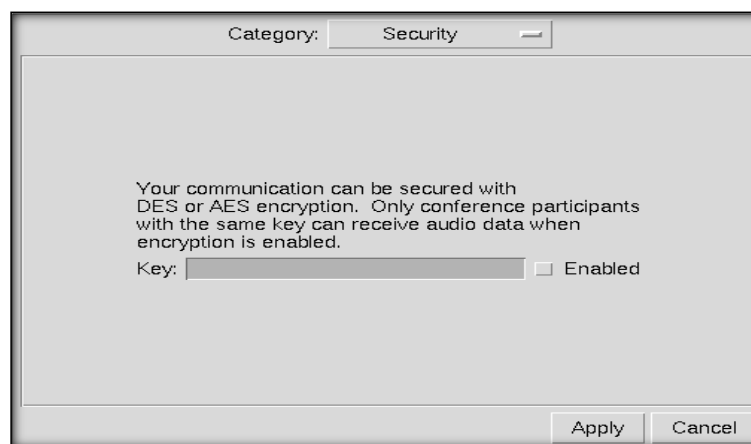 Category: Security
Your communication can be secured with
DES or AES encryption. Only conference participants
with the same key can receive audio data when
encryption is enabled.
Key: Enabled
Apply Cancel